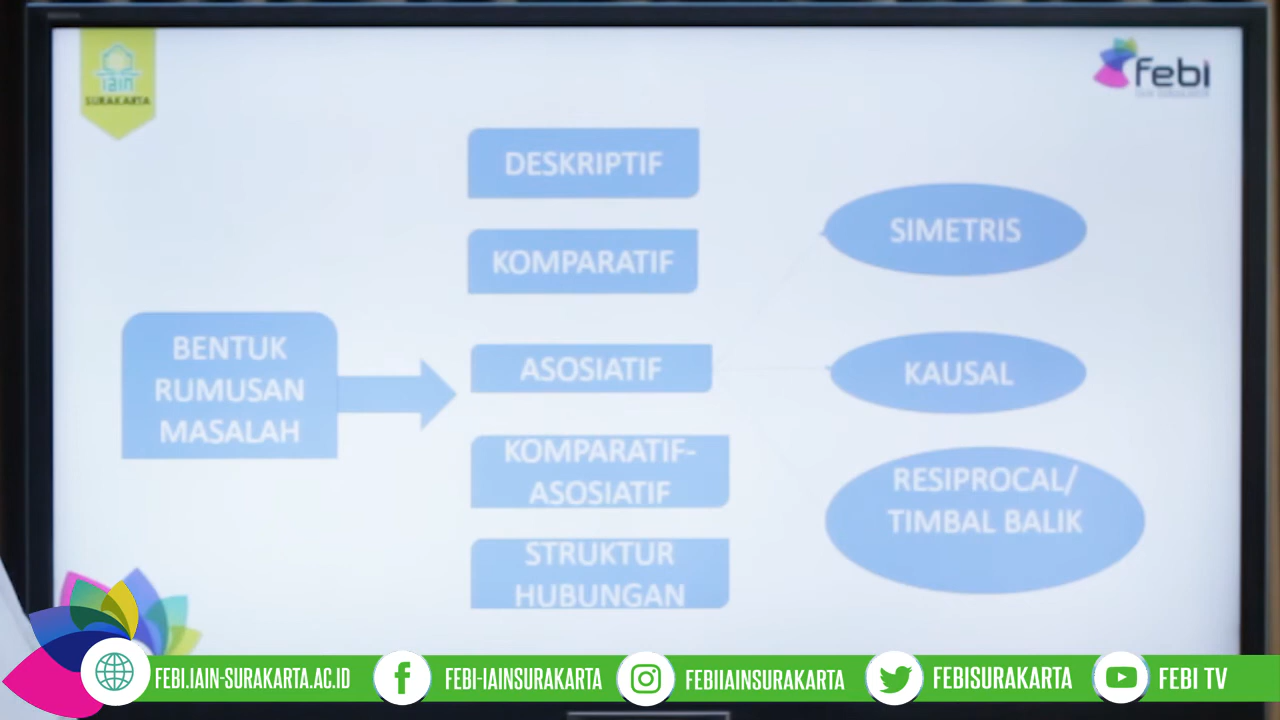 iain
SURAKARTA
febi
DESKRIPTIF
KOMPARATIF
BENTUK
RUMUSAN
MASALAH
ASOSIATIF
KOMPARATIF-
ASOSIATIF
STRUKTUR
HUBUNGAN
SIMETRIS
KAUSAL
RESIPROCAL/
TIMBAL BALIK
FEBI.IAIN-SURAKARTA.AC.ID
FEBI-IAINSURAKARTA
FEBIIAINSURAKARTA
FEBISURAKARTA
FEBI TV